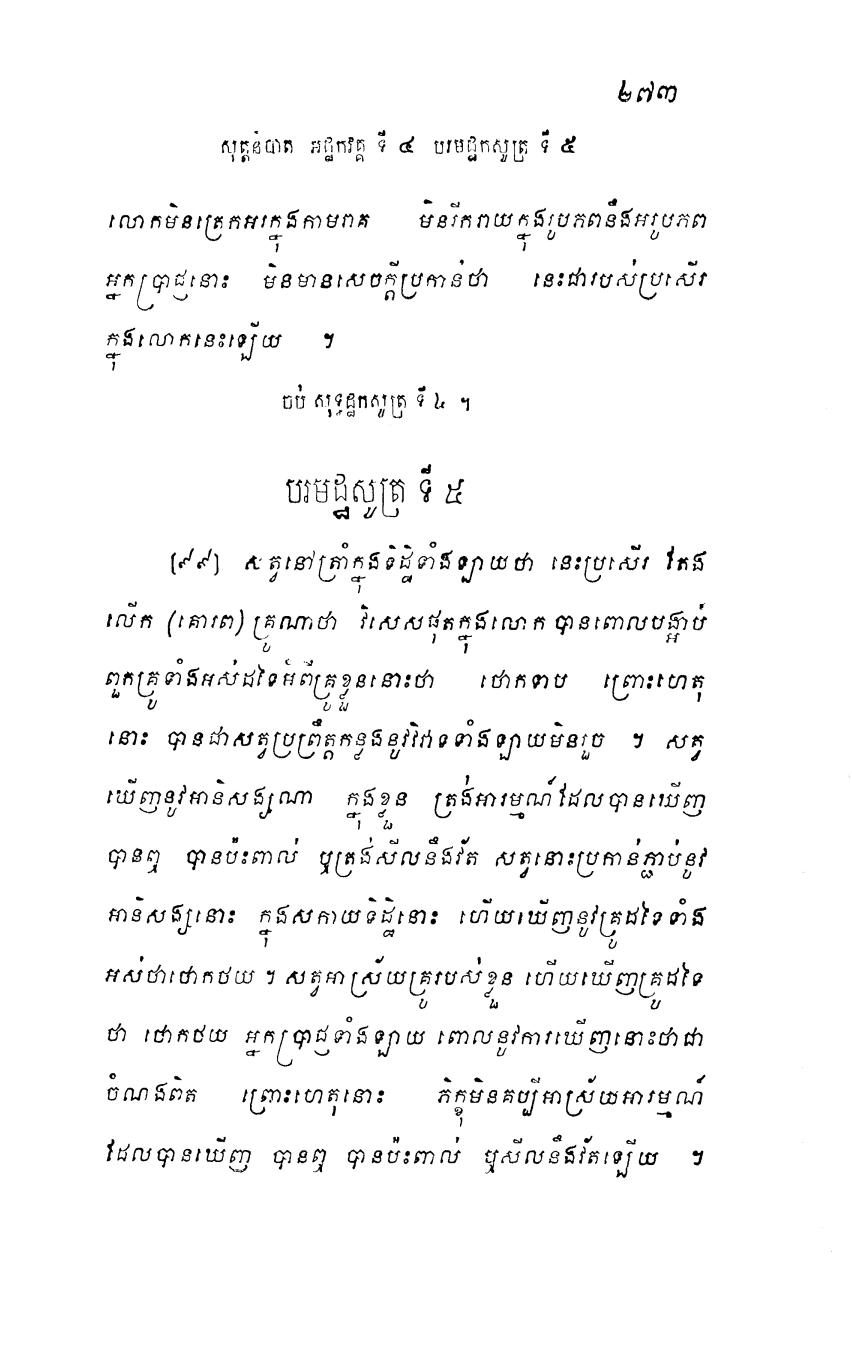 ២៧៣
សុត្តនិបាត អដ្ឋកវគ្គ ទី ៤ បរមដ្ឋកសូត្រ ទី ៥
លោកមិនត្រេកអរក្នុងកាមរាគ មិនរីករាយក្នុងរូបភពនឹងអរូបភព
អ្នកប្រាជ្ញនោះ មិនមានសេចក្តីប្រកាន់ថា នេះជារបស់ប្រសើរ
ក្នុងលោកនេះឡើយ ។
ចប់ សុទ្ធដ្ឋកសូត្រ ទី ៤ ។
បរមដ្ឋសូត្រ ទី ៥
[៩៩] សត្វនៅត្រាំក្នុងទិដ្ឋិទាំងឡាយថា នេះប្រសើរ រឺតែង
លើក (គោរព) គ្រូណាថា វិសេសផុតក្នុងលោក បានពោលបង្អាប់
ពួកគ្រូទាំងអស់ដទៃអំពីគ្រូខ្លួននោះថា ថោកទាប ព្រោះហេតុ
នោះ បានជាសត្វប្រព្រឹត្តកន្លងនូវវិវាទទាំងឡាយមិនរួច ។ សត្វ
ឃើញនូវអានិសង្សណា ក្នុងខ្លួន ត្រង់អារម្មណ៍ដែលបានឃើញ
បានឮ បានប៉ះពាល់ ឬត្រង់សីលនឹងវ័ត សត្វនោះប្រកាន់ភ្ជាប់នូវ
អានិសង្សនោះ ក្នុងសកាយទិដ្ឋិនោះ ហើយឃើញនូវគ្រូដទៃទាំង
អស់ថាថោកថយ ។ សត្វអាស្រ័យគ្រូរបស់ខ្លួន ហើយឃើញគ្រូដទៃ
ថា ថោកថយ អ្នកប្រាជ្ញទាំងឡាយ ពោលនូវការឃើញនោះថាជា
ចំណងពិត ព្រោះហេតុនោះ ភិក្ខុមិនគប្បីអាស្រ័យអារម្មណ៍
ដែលបានឃើញ បានឮ បានប៉ះពាល់ ឬសីលនឹងវ័តឡើយ ។